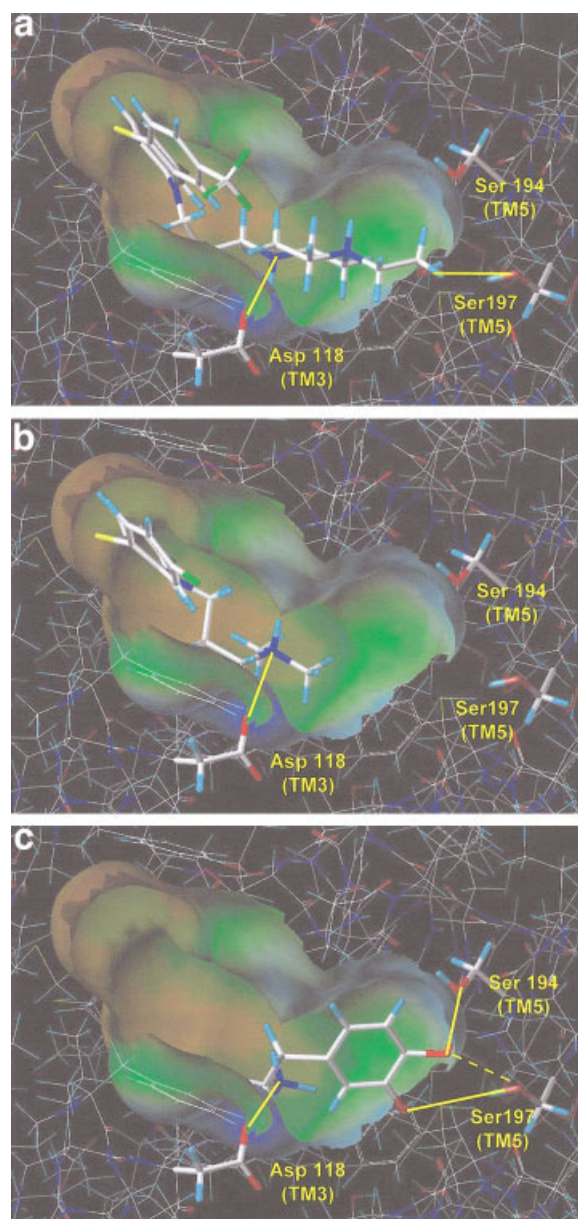 a
Ser 194
(TM5)
Ser197
(TM5)
Asp 118
(TM3)
b
Ser 194
(TM5)
Ser197
(TM5)
Asp 118
(TM3)
c
Ser 194
(TM5)
Ser197
(TM5)
Asp 118
(TM3)